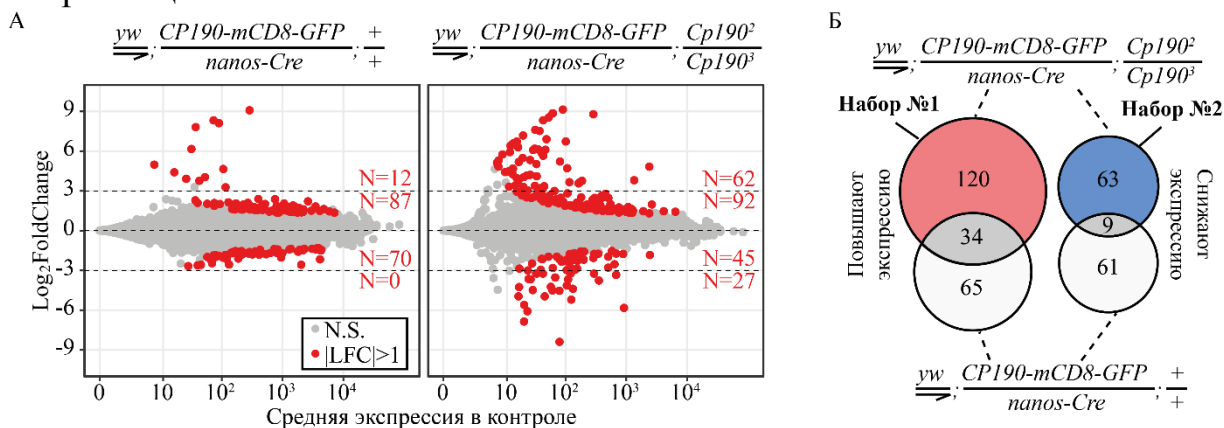 А
yw ; CP190-mCD8-GFP / nanos-Cre ; + / +
yw ; CP190-mCD8-GFP / nanos-Cre ; Cp190² / Cp190³
Log₂FoldChange
9
6
3
0
-3
-6
-9
N=12
N=87
N=70
N=0
N.S.
|LFC|>1
N=62
N=92
N=45
N=27
0 10 10² 10³ 10⁴
0 10 10² 10³ 10⁴
Средняя экспрессия в контроле
Б
yw ; CP190-mCD8-GFP / nanos-Cre ; Cp190² / Cp190³
Набор №1
Набор №2
Повышают
экспрессию
120
34
65
63
9
61
Снижают
экспрессию
yw ; CP190-mCD8-GFP / nanos-Cre ; + / +